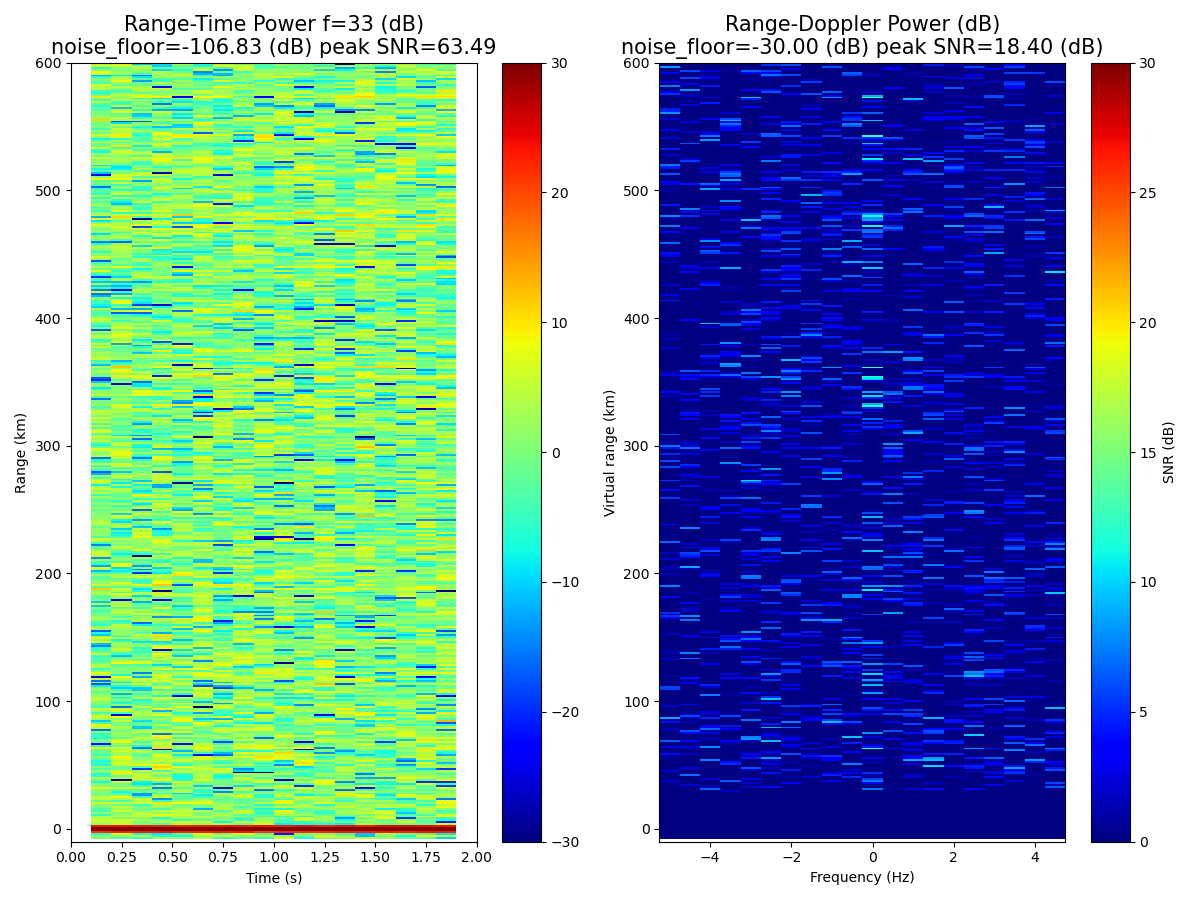 Range-Time Power f=33 (dB)
noise_floor=-106.83 (dB) peak SNR=63.49
600
500
400
300
200
100
0
Range (km)
0.00 0.25 0.50 0.75 1.00 1.25 1.50 1.75 2.00
Time (s)
30
20
10
0
−10
−20
−30
Range-Doppler Power (dB)
noise_floor=-30.00 (dB) peak SNR=18.40 (dB)
600
500
400
300
200
100
0
Virtual range (km)
−4 −2 0 2 4
Frequency (Hz)
30
25
20
15
10
5
0
SNR (dB)